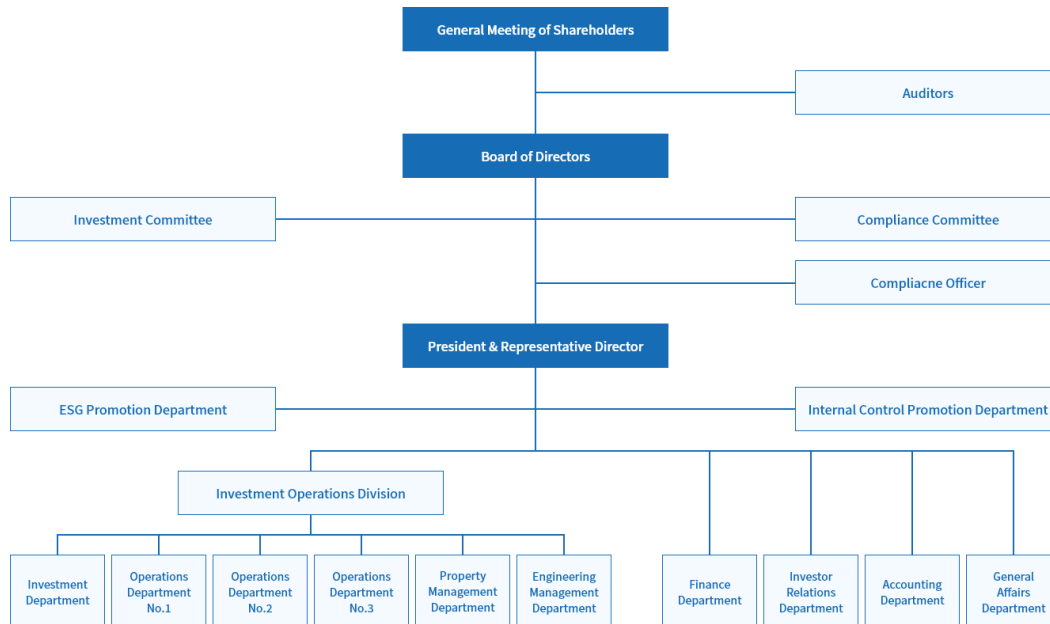 General Meeting of Shareholders
Auditors
Board of Directors
Investment Committee
Compliance Committee
Compliacne Officer
President & Representative Director
ESG Promotion Department
Internal Control Promotion Department
Investment Operations Division
Investment
Department
Operations
Department
No.1
Operations
Department
No.2
Operations
Department
No.3
Property
Management
Department
Engineering
Management
Department
Finance
Department
Investor
Relations
Department
Accounting
Department
General
Affairs
Department